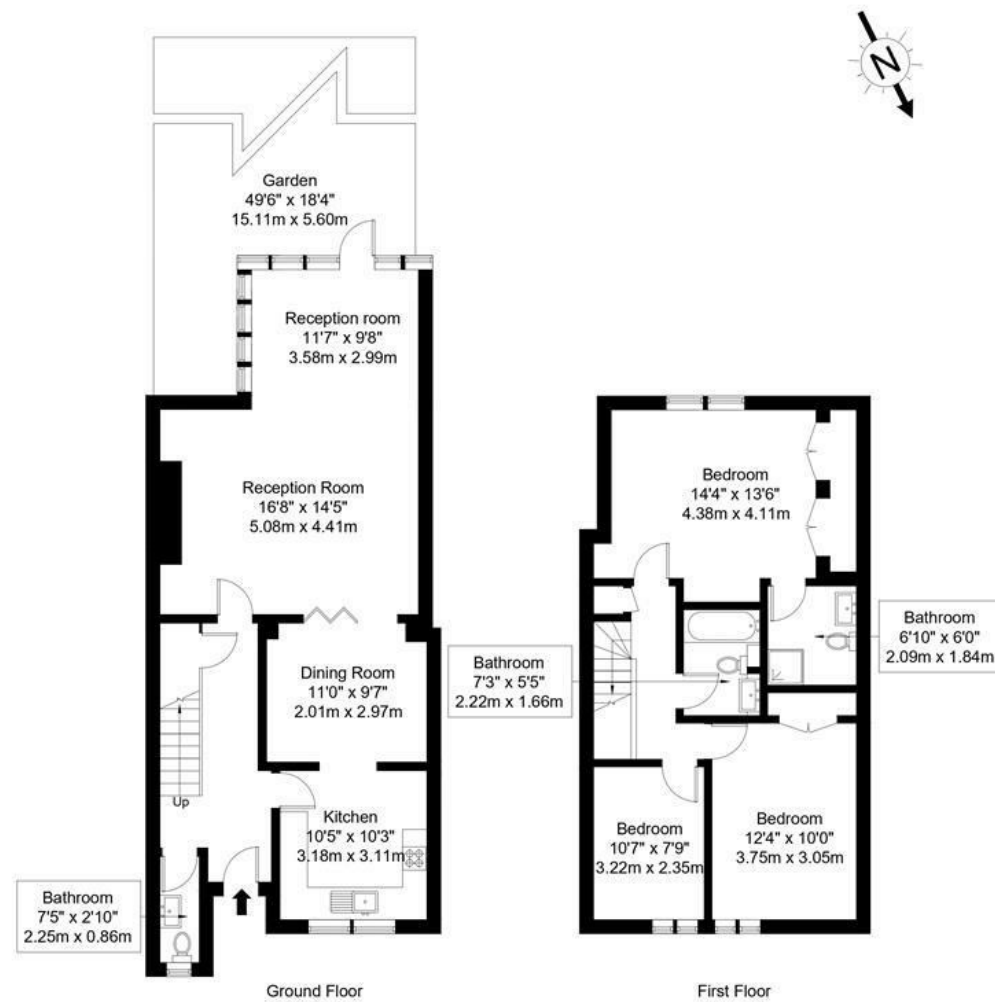 N
Garden
49'6" x 18'4"
15.11m x 5.60m
Reception room
11'7" x 9'8"
3.58m x 2.99m
Reception Room
16'8" x 14'5"
5.08m x 4.41m
Dining Room
11'0" x 9'7"
2.01m x 2.97m
Up
Kitchen
10'5" x 10'3"
3.18m x 3.11m
Bathroom
7'5" x 2'10"
2.25m x 0.86m
Ground Floor
Bedroom
14'4" x 13'6"
4.38m x 4.11m
Bathroom
6'10" x 6'0"
2.09m x 1.84m
Bathroom
7'3" x 5'5"
2.22m x 1.66m
Bedroom
10'7" x 7'9"
3.22m x 2.35m
Bedroom
12'4" x 10'0"
3.75m x 3.05m
First Floor